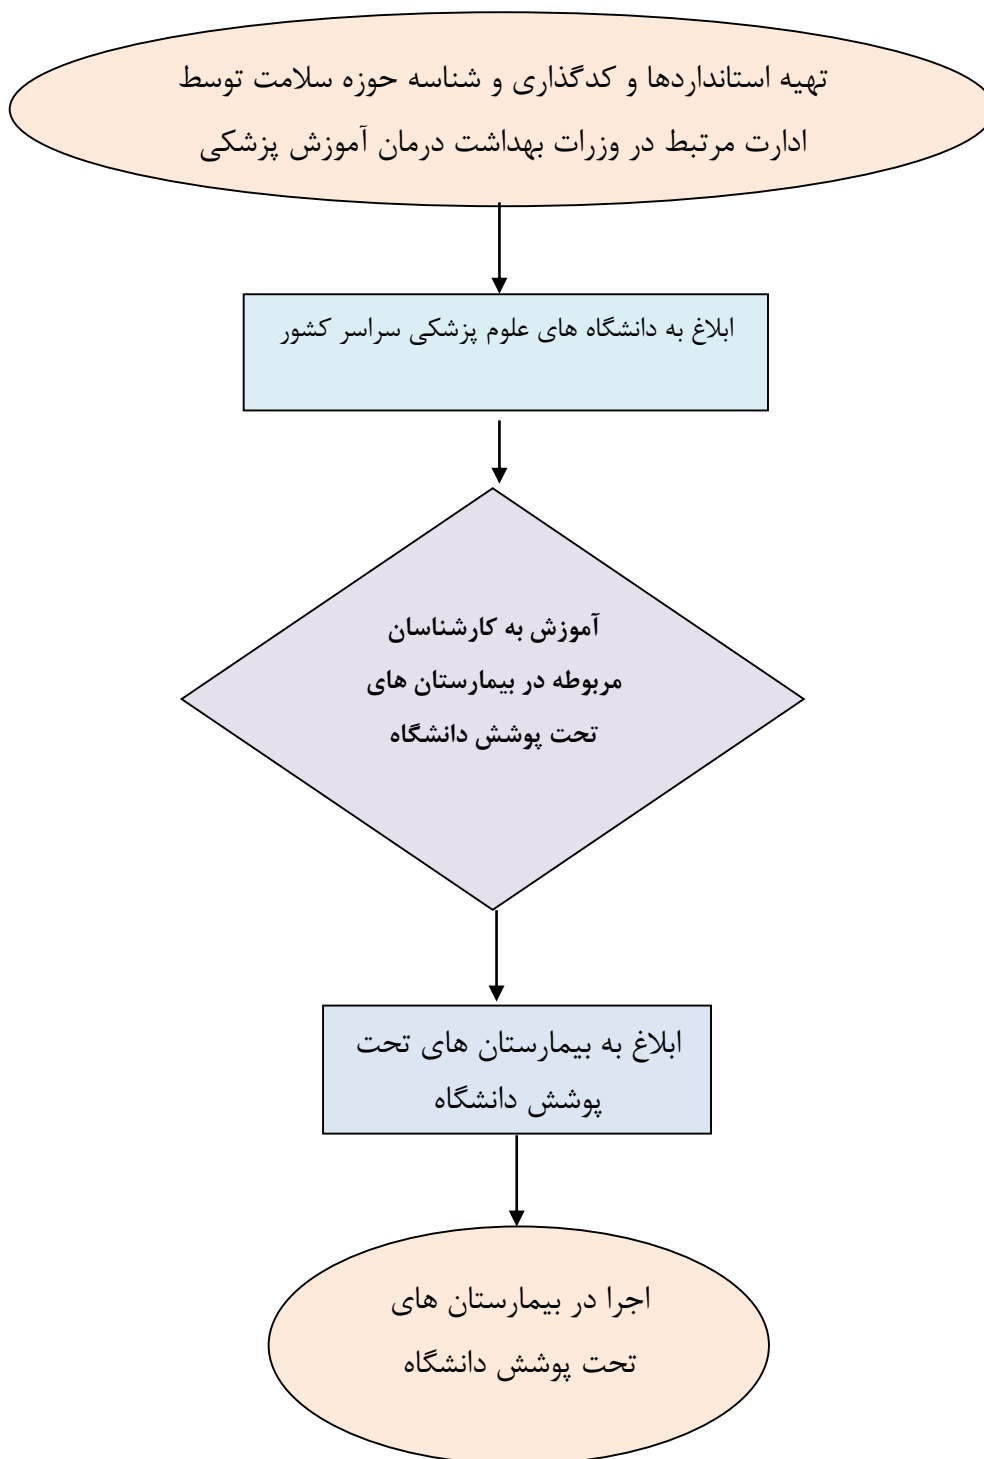 تهیه استانداردها و کدگذاری و شناسه حوزه سلامت توسط
ادارت مرتبط در وزرات بهداشت درمان آموزش پزشکی
ابلاغ به دانشگاه های علوم پزشکی سراسر کشور
آموزش به کارشناسان
مربوطه در بیمارستان های
تحت پوشش دانشگاه
ابلاغ به بیمارستان های تحت
پوشش دانشگاه
اجرا در بیمارستان های
تحت پوشش دانشگاه